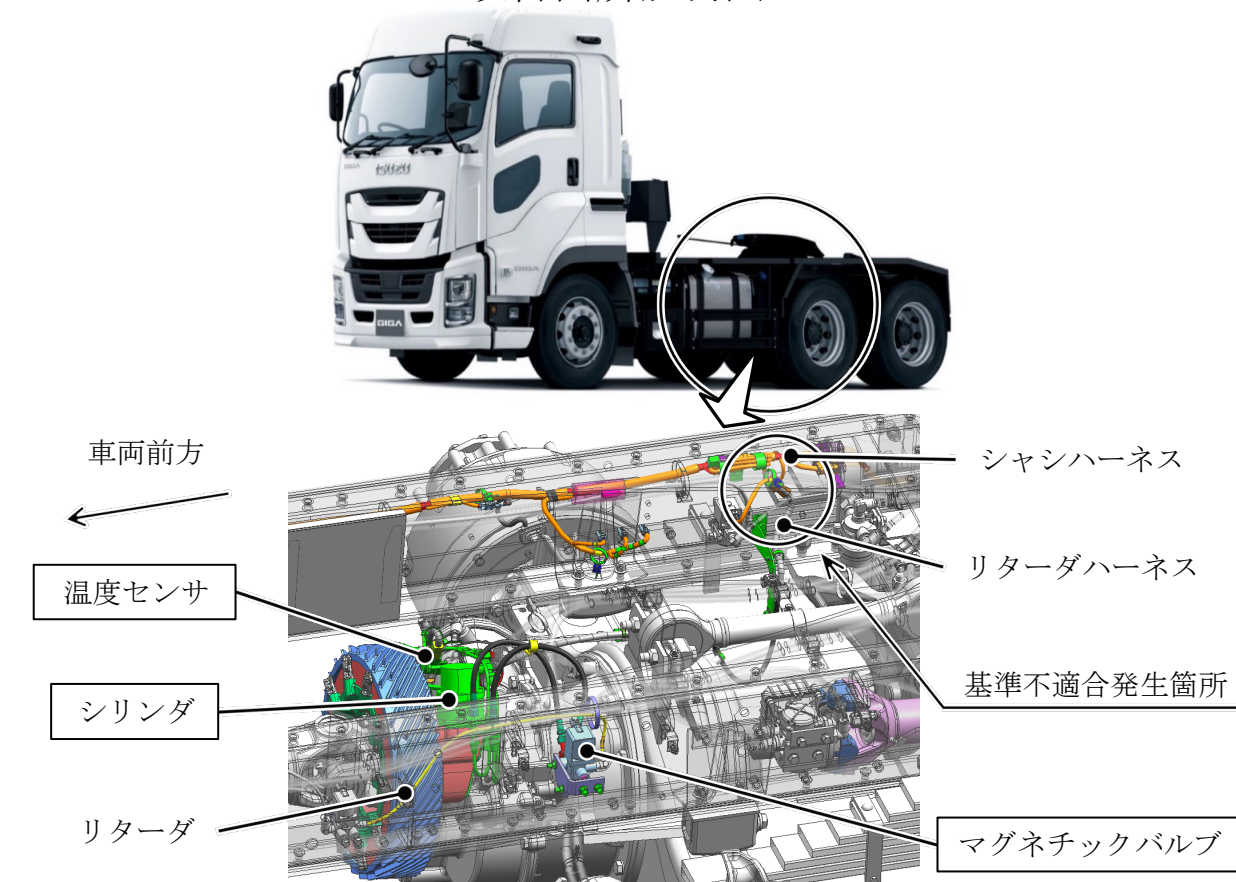 ISUZU
GIGA
GIGA
GIGA
車両前方
シャシハーネス
温度センサ
リターダハーネス
シリンダ
基準不適合発生箇所
リターダ
マグネチックバルブ